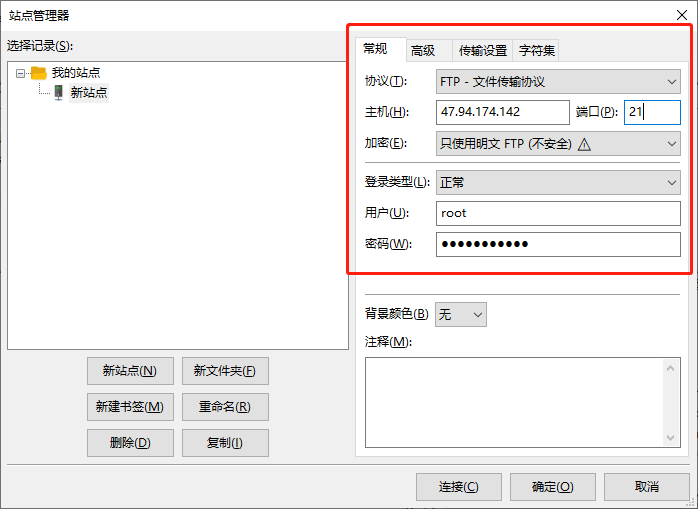 站点管理器
选择记录(S):
我的站点
新站点
新站点(N)
新文件夹(F)
新建书签(M)
重命名(R)
删除(D)
复制(I)
常规
高级
传输设置
字符集
协议(T):
FTP - 文件传输协议
主机(H):
47.94.174.142
端口(P):
21
加密(E):
只使用明文 FTP (不安全)
登录类型(L):
正常
用户(U):
root
密码(W):
●●●●●●●●●●●
背景颜色(B)
无
注释(M):
连接(C)
确定(O)
取消